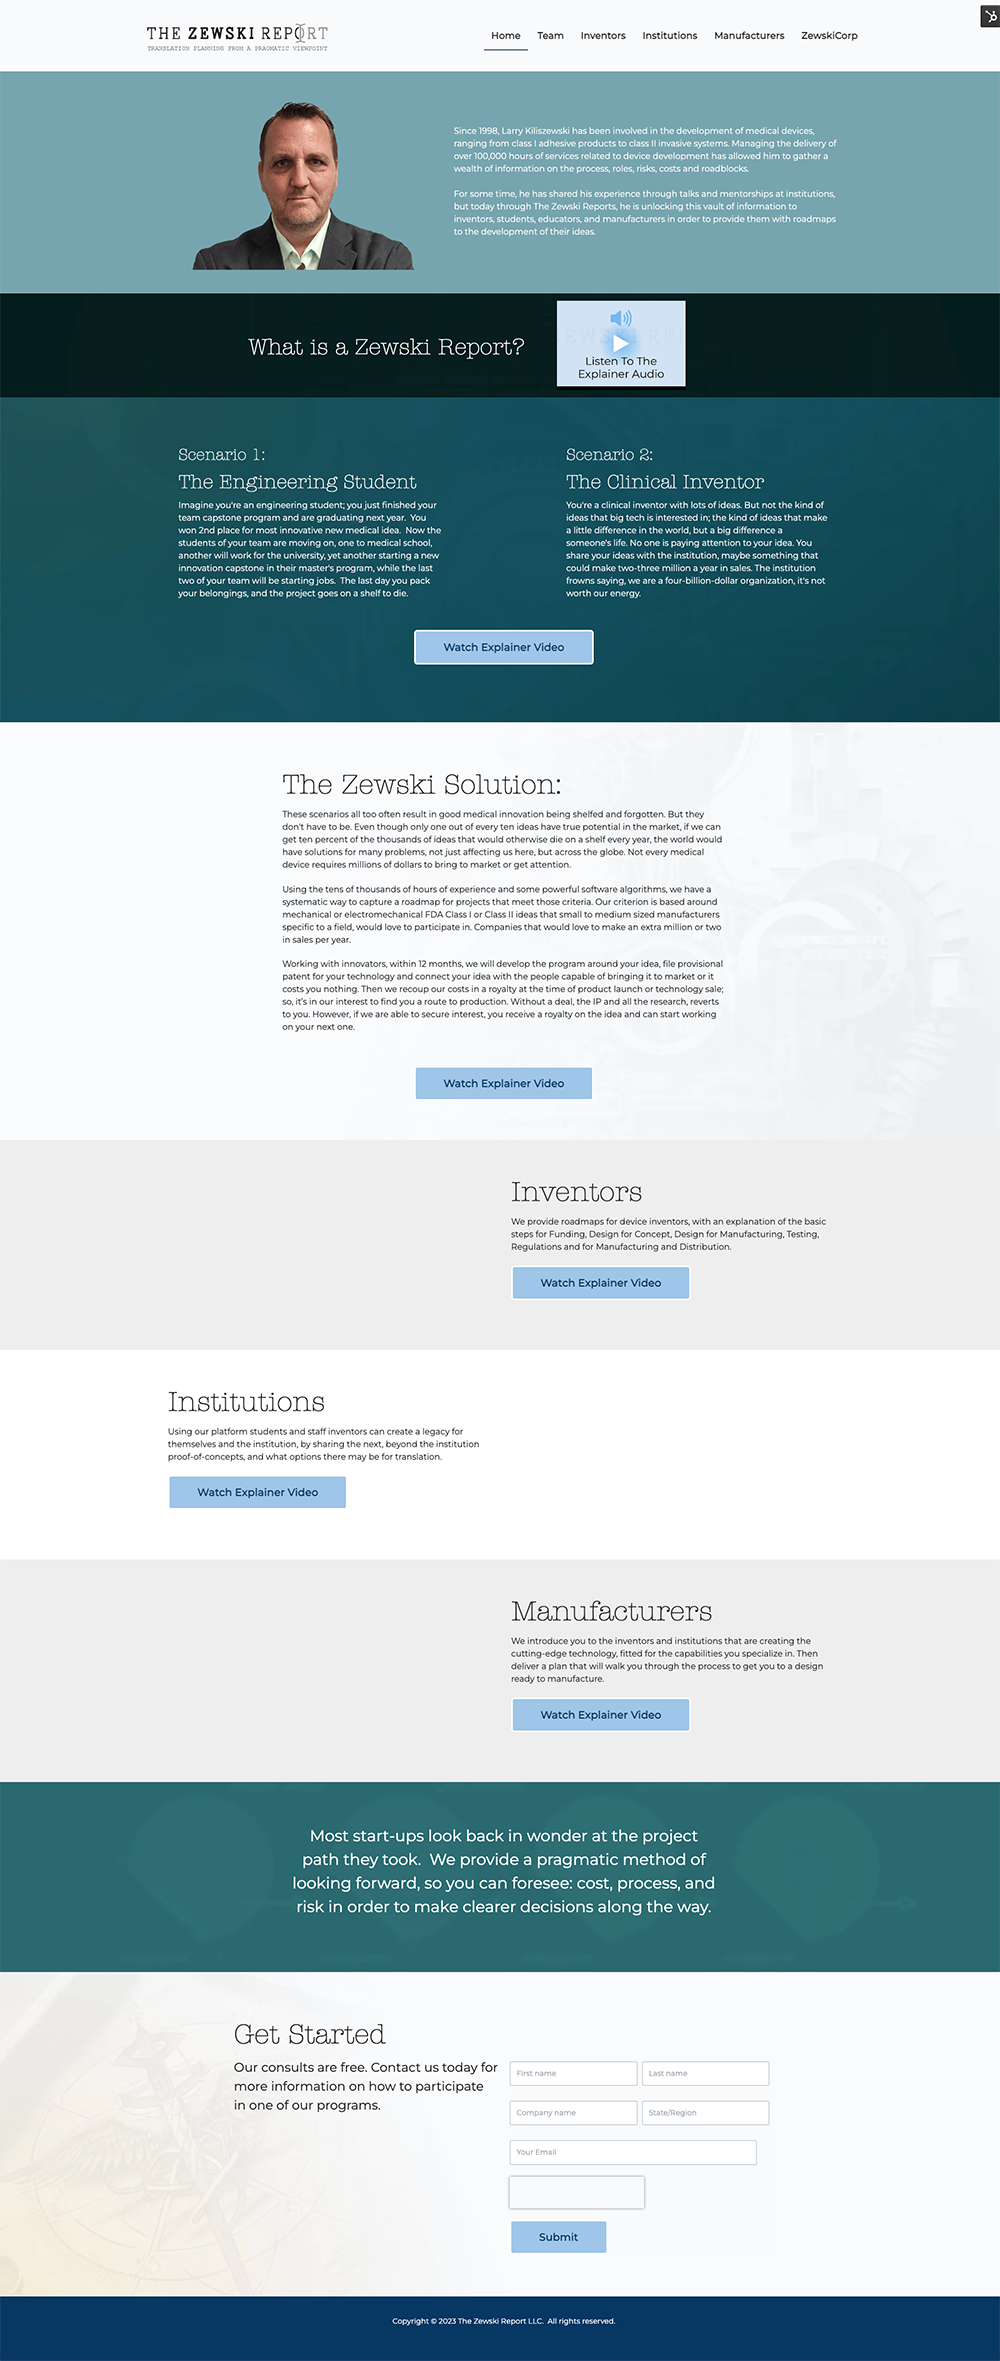 THE ZEWSKI REPORT
TRANSLATION PLANNING FROM A PRAGMATIC VIEWPOINT
Home Team Inventors Institutions Manufacturers ZewskiCorp
Since 1998, Larry Kiliszewski has been involved in the development of medical devices,
ranging from class I adhesive products to class II invasive systems. Managing the delivery of
over 100,000 hours of services related to device development has allowed him to gather a
wealth of information on the process, roles, risks, costs and roadblocks.
For some time, he has shared his experience through talks and mentorships at institutions,
but today through The Zewski Reports, he is unlocking this vault of information to
inventors, students, educators, and manufacturers in order to provide them with roadmaps
to the development of their ideas.
What is a Zewski Report?
Listen To The
Explainer Audio
Scenario 1:
The Engineering Student
Imagine you're an engineering student; you just finished your
team capstone program and are graduating next year. You
won 2nd place for most innovative new medical idea. Now the
students of your team are moving on, one to medical school,
another will work for the university, yet another starting a new
innovation capstone in their master's program, while the last
two of your team will be starting jobs. The last day you pack
your belongings, and the project goes on a shelf to die.
Scenario 2:
The Clinical Inventor
You're a clinical inventor with lots of ideas. But not the kind of
ideas that big tech is interested in; the kind of ideas that make
a little difference in the world, but a big difference a
someone's life. No one is paying attention to your idea. You
share your ideas with the institution, maybe something that
could make two-three million a year in sales. The institution
frowns saying, we are a four-billion-dollar organization, it's not
worth our energy.
Watch Explainer Video
The Zewski Solution:
These scenarios all too often result in good medical innovation being shelfed and forgotten. But they
don't have to be. Even though only one out of every ten ideas have true potential in the market, if we can
get ten percent of the thousands of ideas that would otherwise die on a shelf every year, the world would
have solutions for many problems, not just affecting us here, but across the globe. Not every medical
device requires millions of dollars to bring to market or get attention.
Using the tens of thousands of hours of experience and some powerful software algorithms, we have a
systematic way to capture a roadmap for projects that meet those criteria. Our criterion is based around
mechanical or electromechanical FDA Class I or Class II ideas that small to medium sized manufacturers
specific to a field, would love to participate in. Companies that would love to make an extra million or two
in sales per year.
Working with innovators, within 12 months, we will develop the program around your idea, file provisional
patent for your technology and connect your idea with the people capable of bringing it to market or it
costs you nothing. Then we recoup our costs in a royalty at the time of product launch or technology sale;
so, it's in our interest to find you a route to production. Without a deal, the IP and all the research, reverts
to you. However, if we are able to secure interest, you receive a royalty on the idea and can start working
on your next one.
Watch Explainer Video
Inventors
We provide roadmaps for device inventors, with an explanation of the basic
steps for Funding, Design for Concept, Design for Manufacturing, Testing,
Regulations and for Manufacturing and Distribution.
Watch Explainer Video
Institutions
Using our platform students and staff inventors can create a legacy for
themselves and the institution, by sharing the next, beyond the institution
proof-of-concepts, and what options there may be for translation.
Watch Explainer Video
Manufacturers
We introduce you to the inventors and institutions that are creating the
cutting-edge technology, fitted for the capabilities you specialize in. Then
deliver a plan that will walk you through the process to get you to a design
ready to manufacture.
Watch Explainer Video
Most start-ups look back in wonder at the project
path they took. We provide a pragmatic method of
looking forward, so you can foresee: cost, process, and
risk in order to make clearer decisions along the way.
Get Started
Our consults are free. Contact us today for
more information on how to participate
in one of our programs.
First name Last name
Company name State/Region
Your Email
Submit
Copyright © 2023 The Zewski Report LLC. All rights reserved.